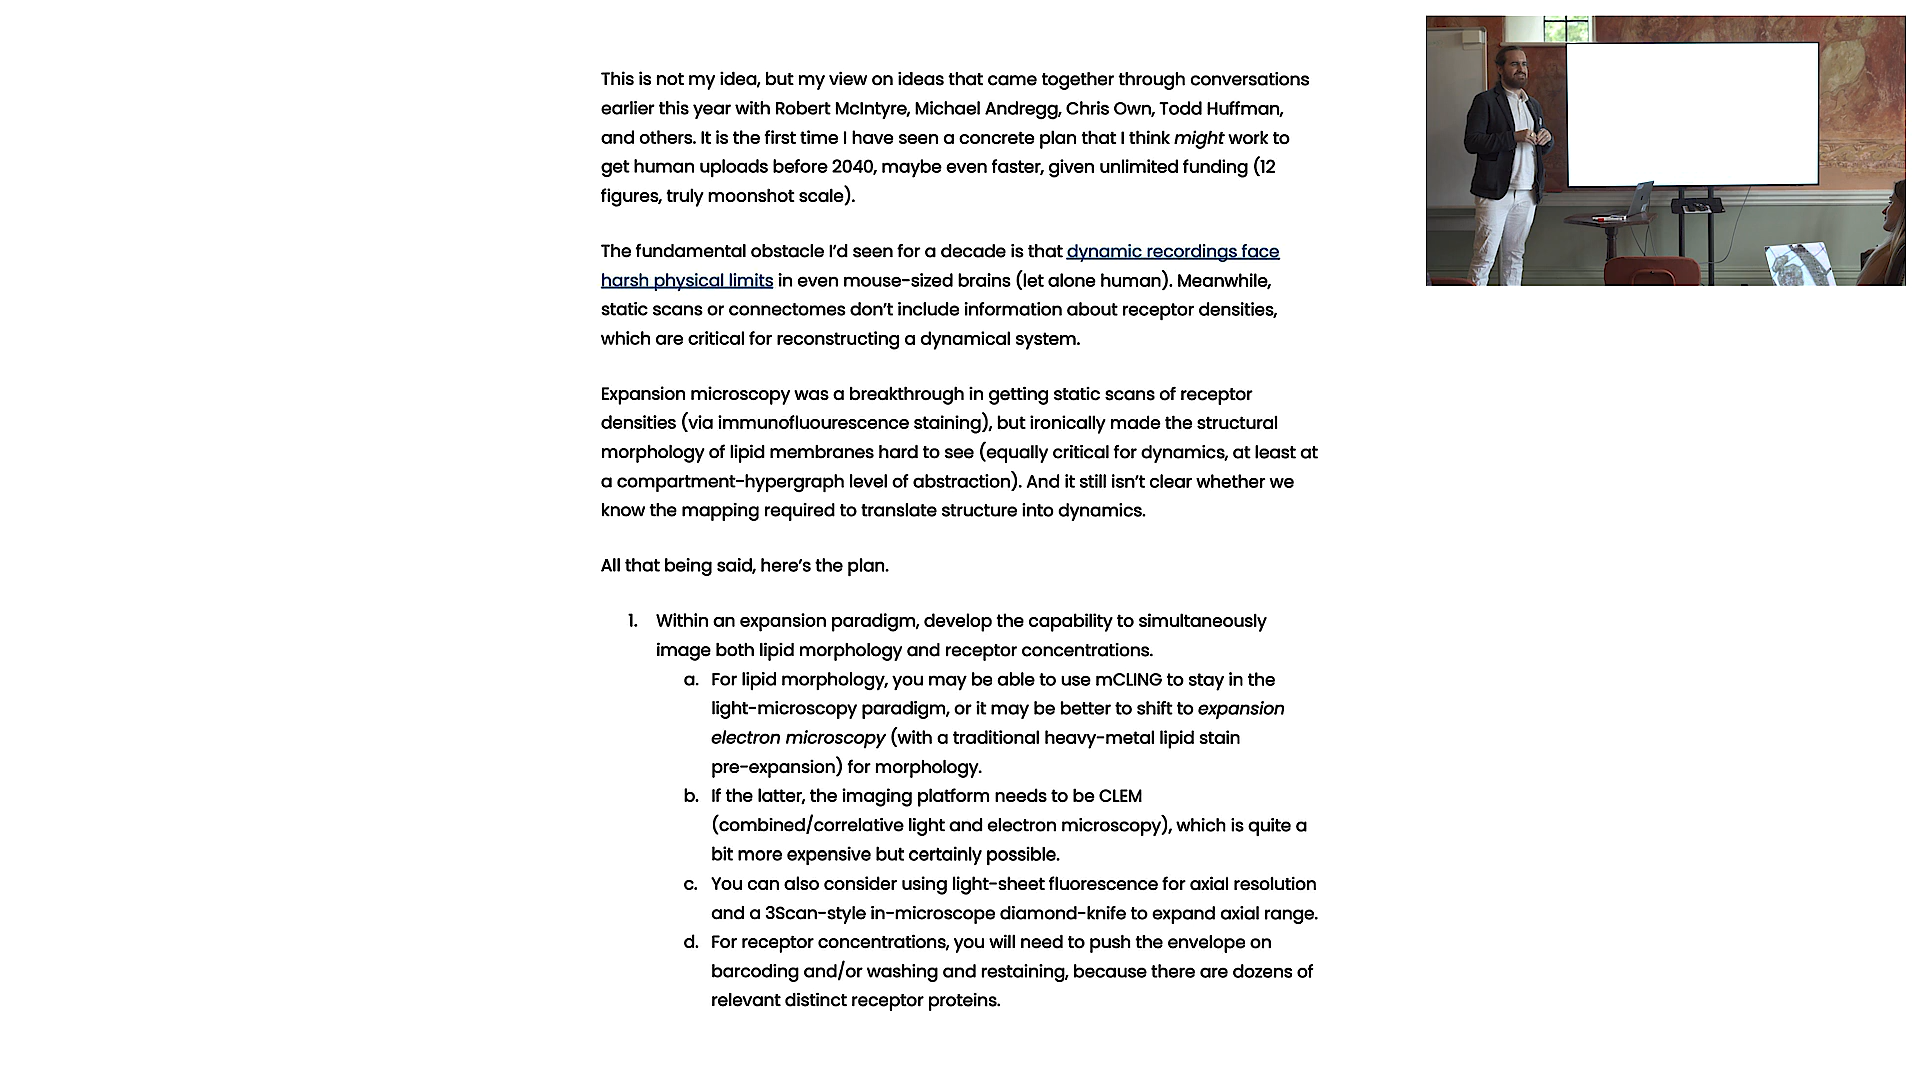 This is not my idea, but my view on ideas that came together through conversations
earlier this year with Robert McIntyre, Michael Andregg, Chris Own, Todd Huffman,
and others. It is the first time I have seen a concrete plan that I think might work to
get human uploads before 2040, maybe even faster, given unlimited funding (12
figures, truly moonshot scale).
The fundamental obstacle I'd seen for a decade is that dynamic recordings face
harsh physical limits in even mouse-sized brains (let alone human). Meanwhile,
static scans or connectomes don't include information about receptor densities,
which are critical for reconstructing a dynamical system.
Expansion microscopy was a breakthrough in getting static scans of receptor
densities (via immunofluourescence staining), but ironically made the structural
morphology of lipid membranes hard to see (equally critical for dynamics, at least at
a compartment-hypergraph level of abstraction). And it still isn't clear whether we
know the mapping required to translate structure into dynamics.
All that being said, here's the plan.
1. Within an expansion paradigm, develop the capability to simultaneously
image both lipid morphology and receptor concentrations.
a. For lipid morphology, you may be able to use mCLING to stay in the
light-microscopy paradigm, or it may be better to shift to expansion
electron microscopy (with a traditional heavy-metal lipid stain
pre-expansion) for morphology.
b. If the latter, the imaging platform needs to be CLEM
(combined/correlative light and electron microscopy), which is quite a
bit more expensive but certainly possible.
c. You can also consider using light-sheet fluorescence for axial resolution
and a 3Scan-style in-microscope diamond-knife to expand axial range.
d. For receptor concentrations, you will need to push the envelope on
barcoding and/or washing and restaining, because there are dozens of
relevant distinct receptor proteins.